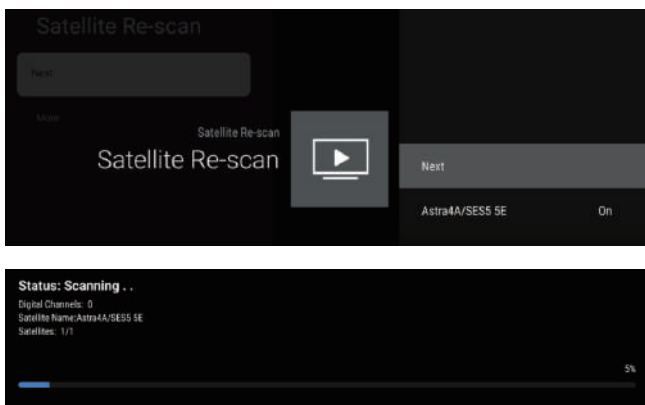 Satellite Re-scan
Next
More
Satellite Re-scan
Satellite Re-scan
Next
Astra4A/SES5 5E On
Status: Scanning . .
Digital Channels: 0
Satellite Name:Astra4A/SES5 5E
Satellites: 1/1
5%